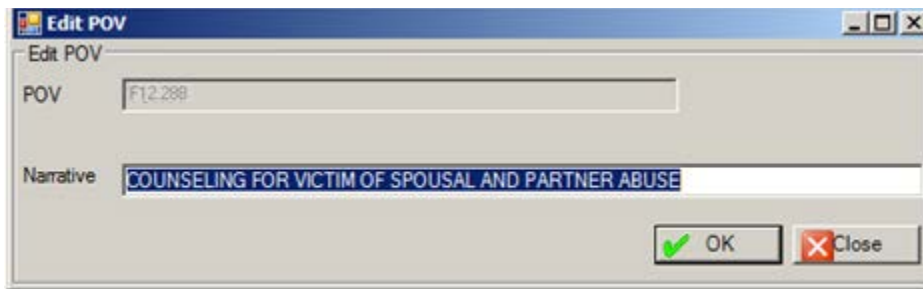 Edit POV
Edit POV
POV F12.288
Narrative COUNSELING FOR VICTIM OF SPOUSAL AND PARTNER ABUSE
OK Close